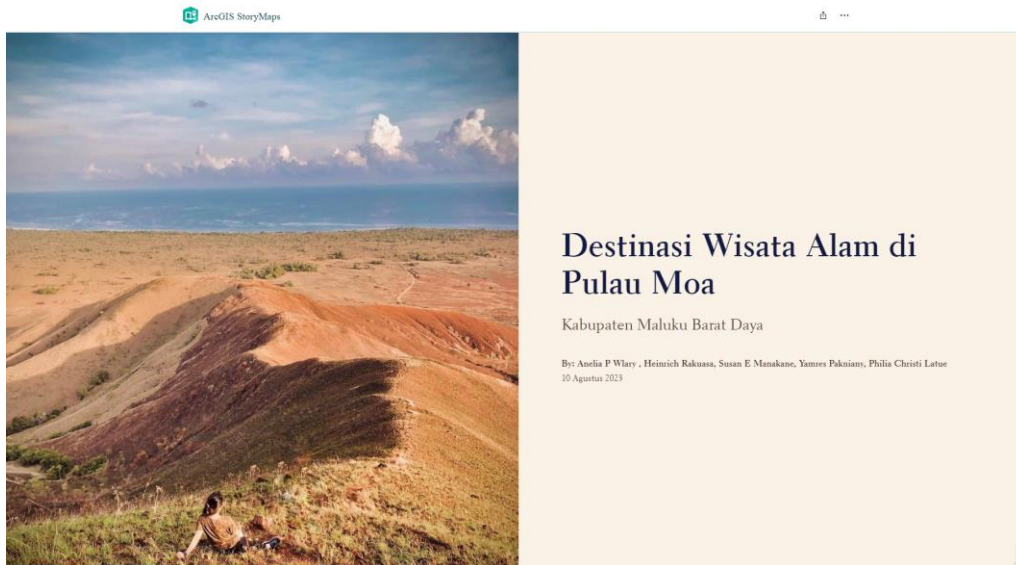 ArcGIS StoryMaps
Destinasi Wisata Alam di
Pulau Moa
Kabupaten Maluku Barat Daya
By: Anelia P Wlary , Heinrich Rakuasa, Susan E Manakane, Yamres Pakniany, Philia Christi Latue
10 Agustus 2023